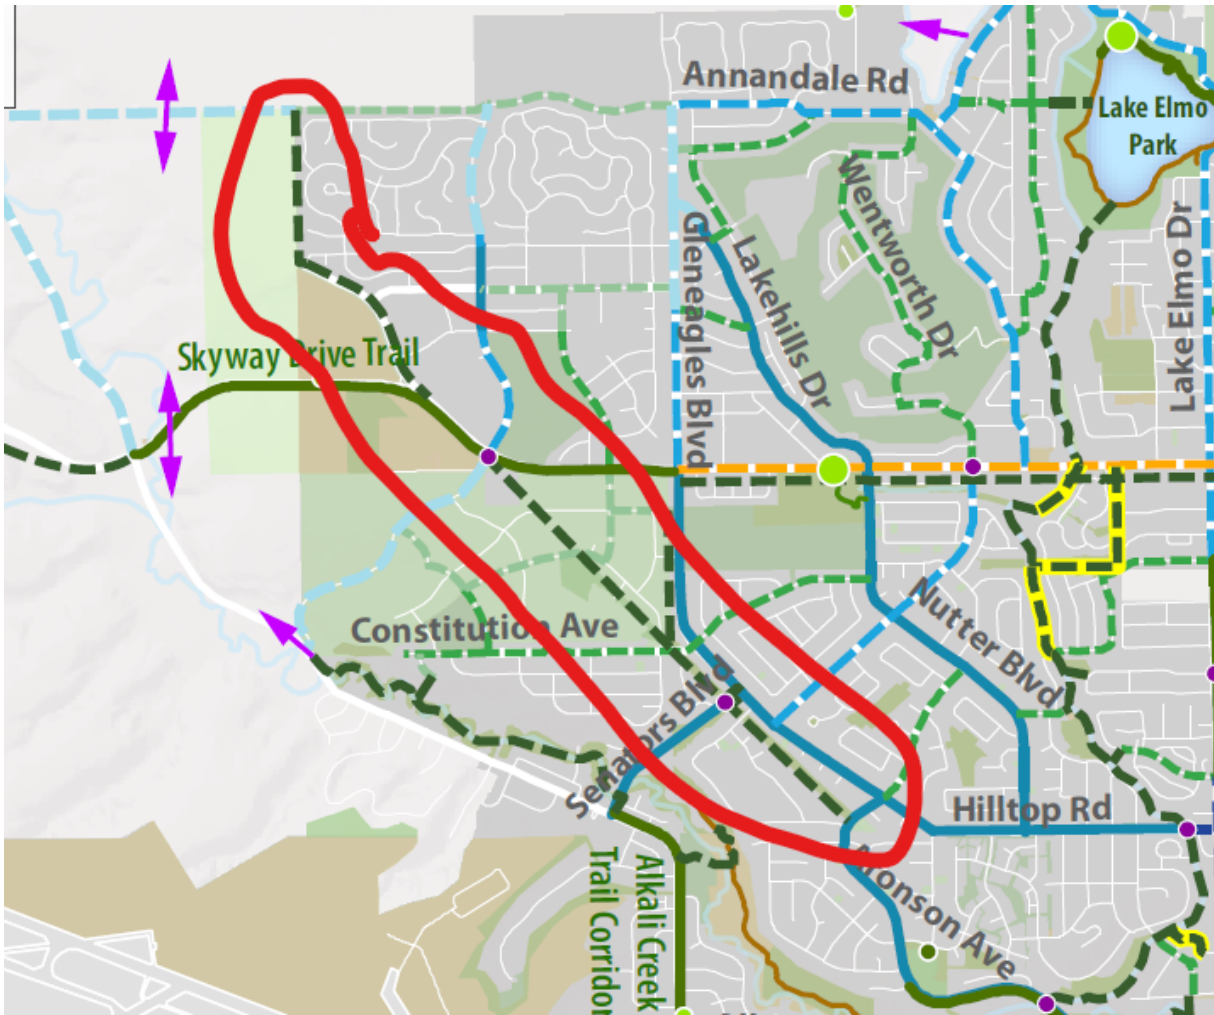 Annandale Rd
Lake Elmo
Park
Wentworth Dr
Gleneagles Blvd
Lakehills Dr
Lake Elmo Dr
Skyway Drive Trail
Nutter Blvd
Constitution Ave
Senators Blvd
Hilltop Rd
Aronson Ave
Alkali Creek
Trail Corridor